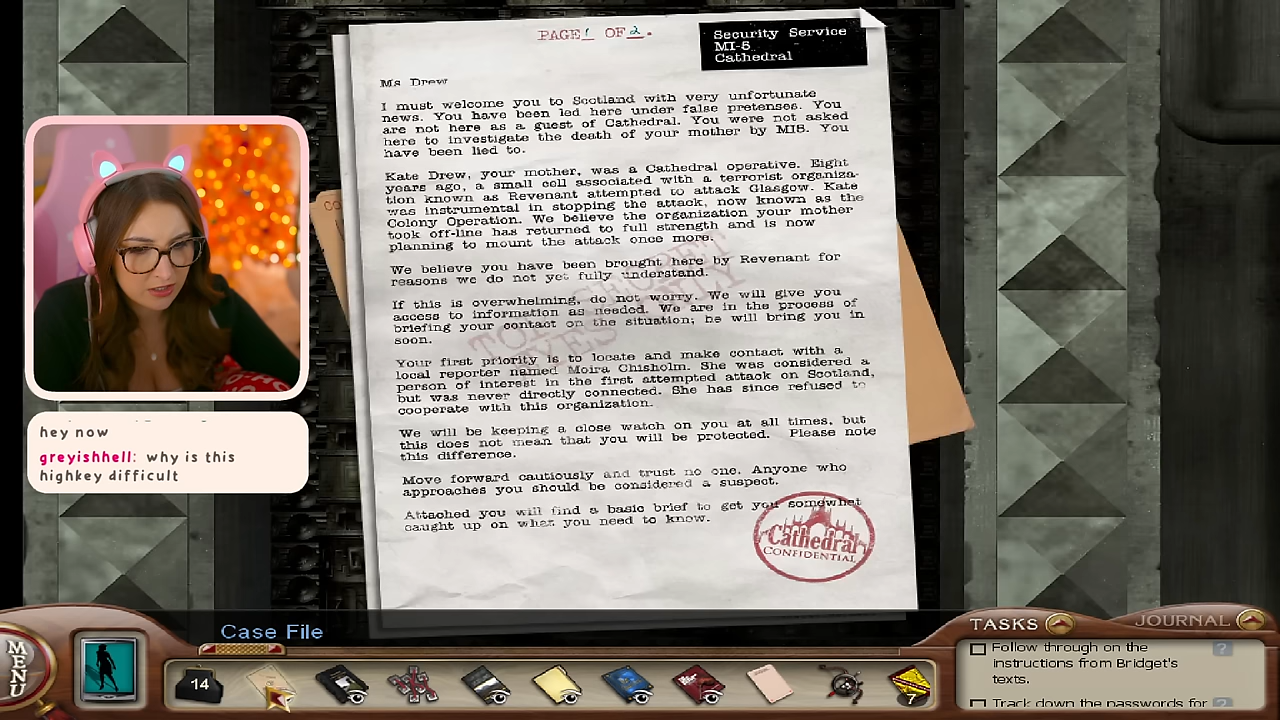 PAGE 1 OF 2.
Security Service
MI-5
Cathedral
Ms Drew
I must welcome you to Scotland with very unfortunate
news. You have been led here under false pretenses. You
are not here as a guest of Cathedral. You were not asked
here to investigate the death of your mother by MI5. You
have been lied to.
Kate Drew, your mother, was a Cathedral operative. Eight
years ago, a small cell associated with a terrorist organiza-
tion known as Revenant attempted to attack Glasgow. Kate
was instrumental in stopping the attack, now known as the
Colony Operation. We believe the organization your mother
took off-line has returned to full strength and is now
planning to mount the attack once more.
We believe you have been brought here by Revenant for
reasons we do not yet fully understand.
If this is overwhelming, do not worry. We will give you
access to information as needed. We are in the process of
briefing your contact on the situation; he will bring you in
soon.
Your first priority is to locate and make contact with a
local reporter named Moira Chisholm. She was considered a
person of interest in the first attempted attack on Scotland,
but was never directly connected. She has since refused to
cooperate with this organization.
We will be keeping a close watch on you at all times, but
this does not mean that you will be protected. Please note
this difference.
Move forward cautiously and trust no one. Anyone who
approaches you should be considered a suspect.
Attached you will find a basic brief to get you somewhat
caught up on what you need to know.
Cathedral
CONFIDENTIAL
hey now
greyishhell: why is this
highkey difficult
Case File
MENU
14
7
TASKS
JOURNAL
Follow through on the ?
instructions from Bridget's
texts.
Track down the passwords for ?